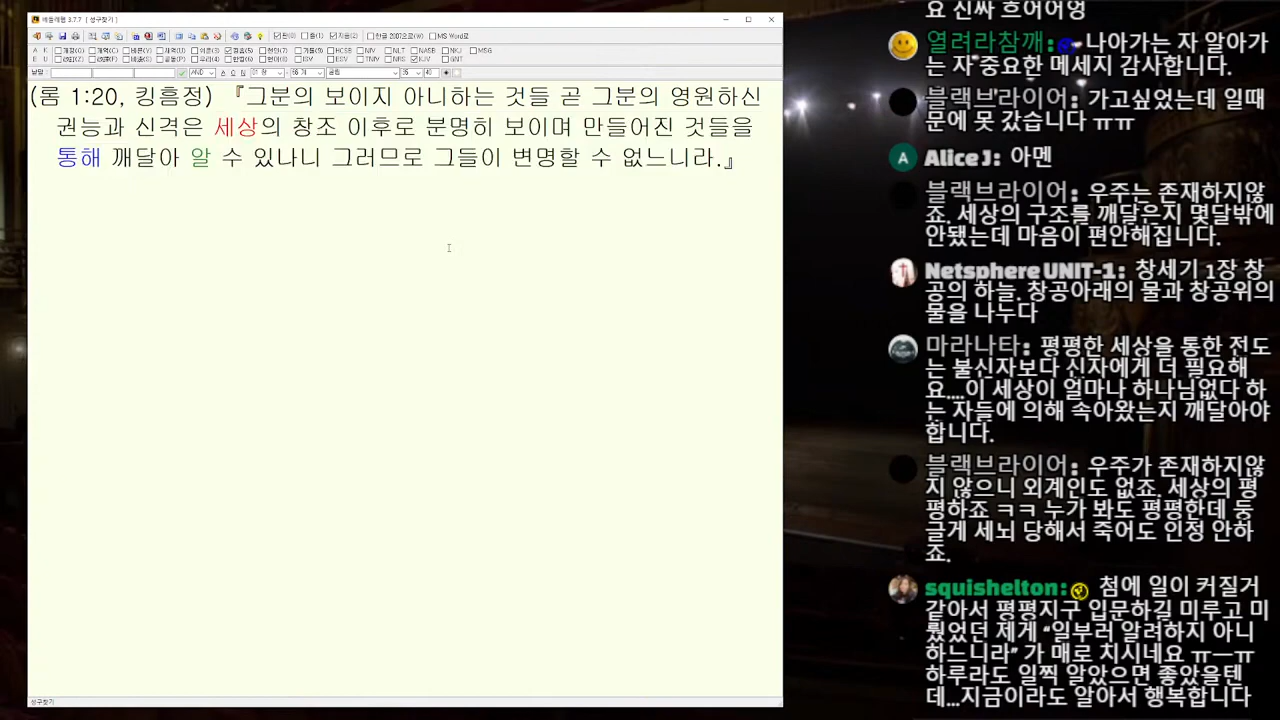 베들레헴 3.7.7 [ 성구찾기 ]
(롬 1:20, 킹흠정) 『그분의 보이지 아니하는 것들 곧 그분의 영원하신
권능과 신격은 세상의 창조 이후로 분명히 보이며 만들어진 것들을
통해 깨달아 알 수 있나니 그러므로 그들이 변명할 수 없느니라.』
성구찾기
요 진짜 흐어어엉
열려라참깨: 나아가는 자 알아가
는 자 중요한 메세지 감사합니다.
블랙브라이어: 가고싶었는데 일때
문에 못 갔습니다 ㅠㅠ
A Alice J: 아멘
블랙브라이어: 우주는 존재하지않
죠. 세상의 구조를 깨달은지 몇달밖에
안됐는데 마음이 편안해집니다.
Netsphere UNIT-1: 창세기 1장 창
공의 하늘. 창공아래의 물과 창공위의
물을 나누다
마라나타: 평평한 세상을 통한 전도
는 불신자보다 신자에게 더 필요해
요....이 세상이 얼마나 하나님없다 하
는 자들에 의해 속아왔는지 깨달아야
합니다.
블랙브라이어: 우주가 존재하지않
지 않으니 외계인도 없죠. 세상의 평
평하죠 ㅋㅋ 누가 봐도 평평한데 둥
글게 세뇌 당해서 죽어도 인정 안하
죠.
squishelton: 첨에 일이 커질거
같아서 평평지구 입문하길 미루고 미
뤘었던 제게 “일부러 알려하지 아니
하느니라” 가 매로 치시네요 ㅠㅡㅠ
하루라도 일찍 알았으면 좋았을텐
데...지금이라도 알아서 행복합니다